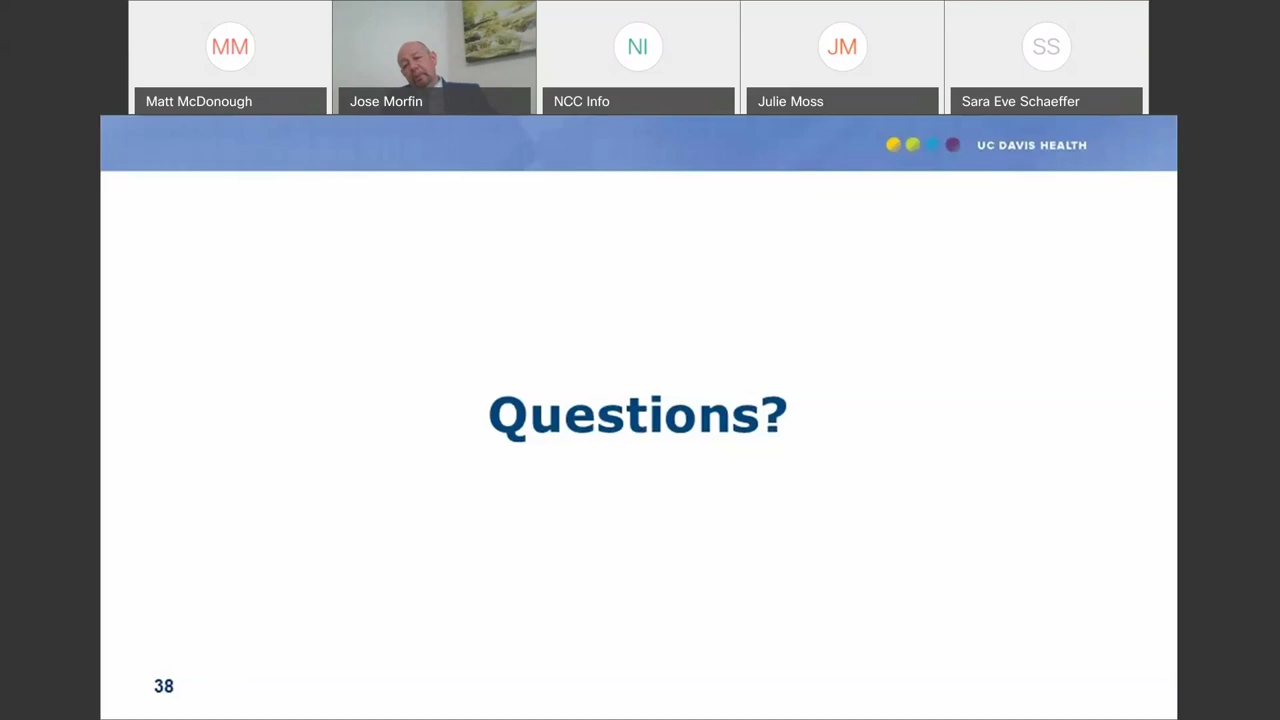 MM
NI
JM
SS
Matt McDonough
Jose Morfin
NCC Info
Julie Moss
Sara Eve Schaeffer
UC DAVIS HEALTH
Questions?
38